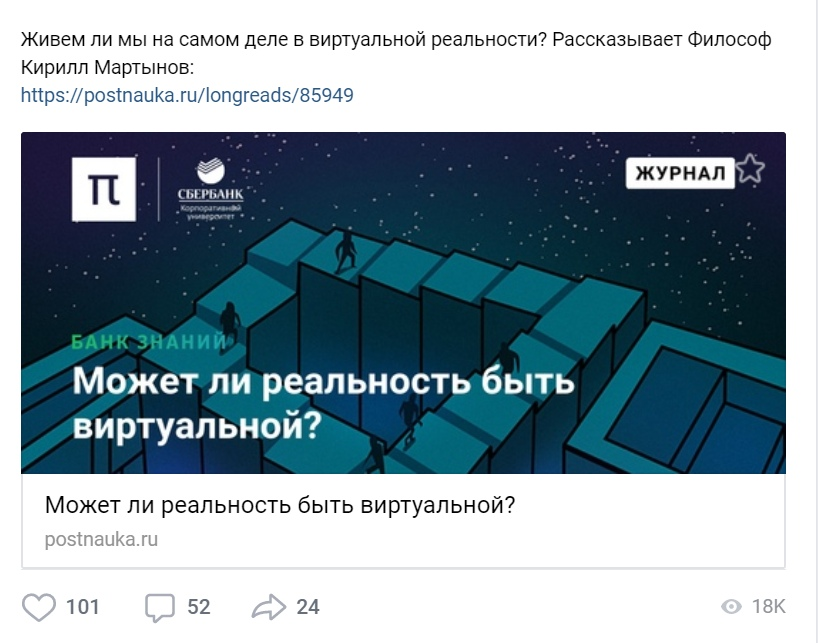 Живем ли мы на самом деле в виртуальной реальности? Рассказывает Философ
Кирилл Мартынов:
https://postnauka.ru/longreads/85949
π
СБЕРБАНК
Корпоративный
университет
ЖУРНАЛ
БАНК ЗНАНИЙ
Может ли реальность быть
виртуальной?
Может ли реальность быть виртуальной?
postnauka.ru
101
52
24
18K